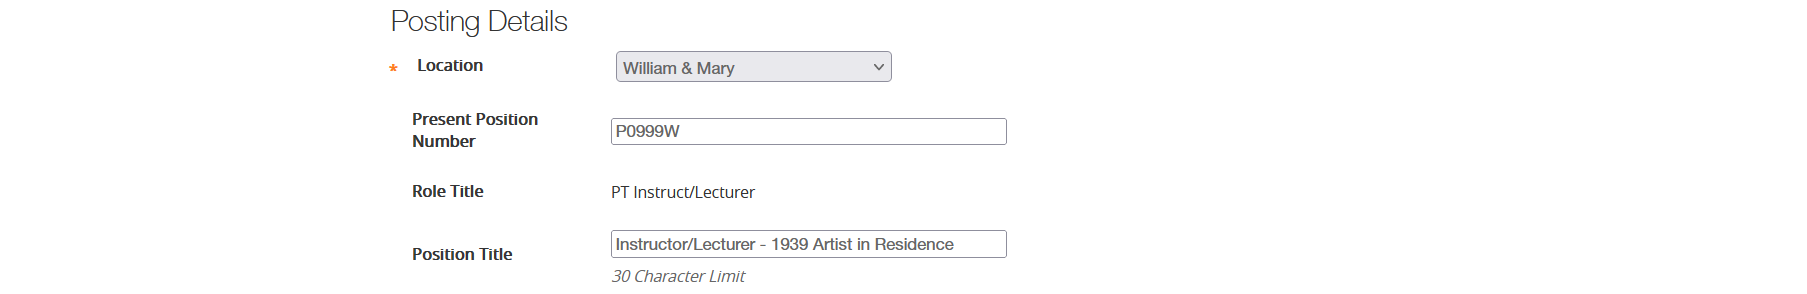 Posting Details
* Location
William & Mary
Present Position
Number
P0999W
Role Title
PT Instruct/Lecturer
Position Title
Instructor/Lecturer - 1939 Artist in Residence
30 Character Limit